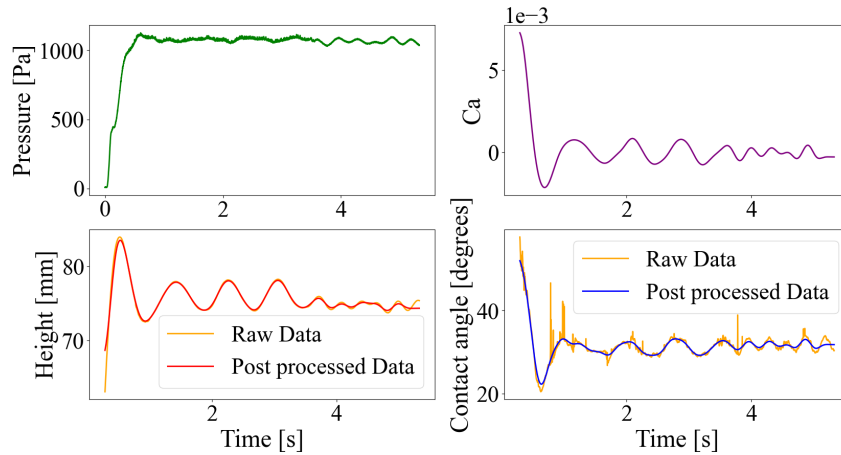 Pressure [Pa]
1000
500
0
0
2
4
1e−3
Ca
5
0
2
4
Height [mm]
80
70
Raw Data
Post processed Data
2
4
Time [s]
Contact angle [degrees]
40
20
Raw Data
Post processed Data
2
4
Time [s]